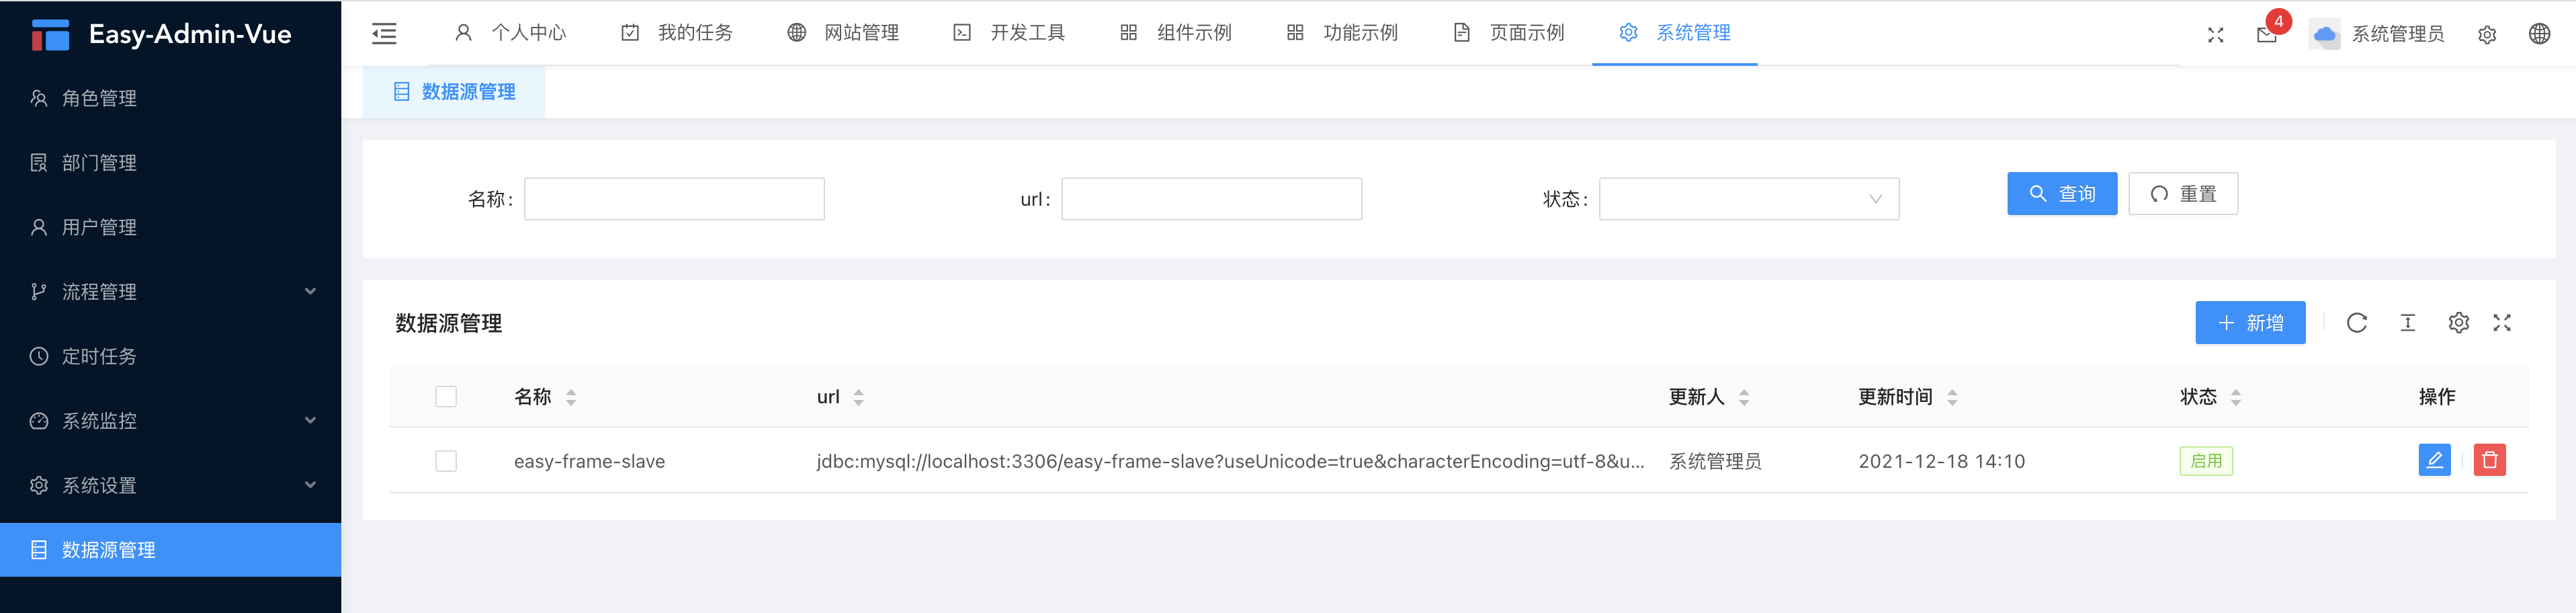 Easy-Admin-Vue
个人中心 我的任务 网站管理 开发工具 组件示例 功能示例 页面示例 系统管理 4 系统管理员
角色管理
部门管理
用户管理
流程管理
定时任务
系统监控
系统设置
数据源管理
数据源管理
名称: url: 状态: 查询 重置
数据源管理 新增
名称 url 更新人 更新时间 状态 操作
easy-frame-slave jdbc:mysql://localhost:3306/easy-frame-slave?useUnicode=true&characterEncoding=utf-8&u... 系统管理员 2021-12-18 14:10 启用